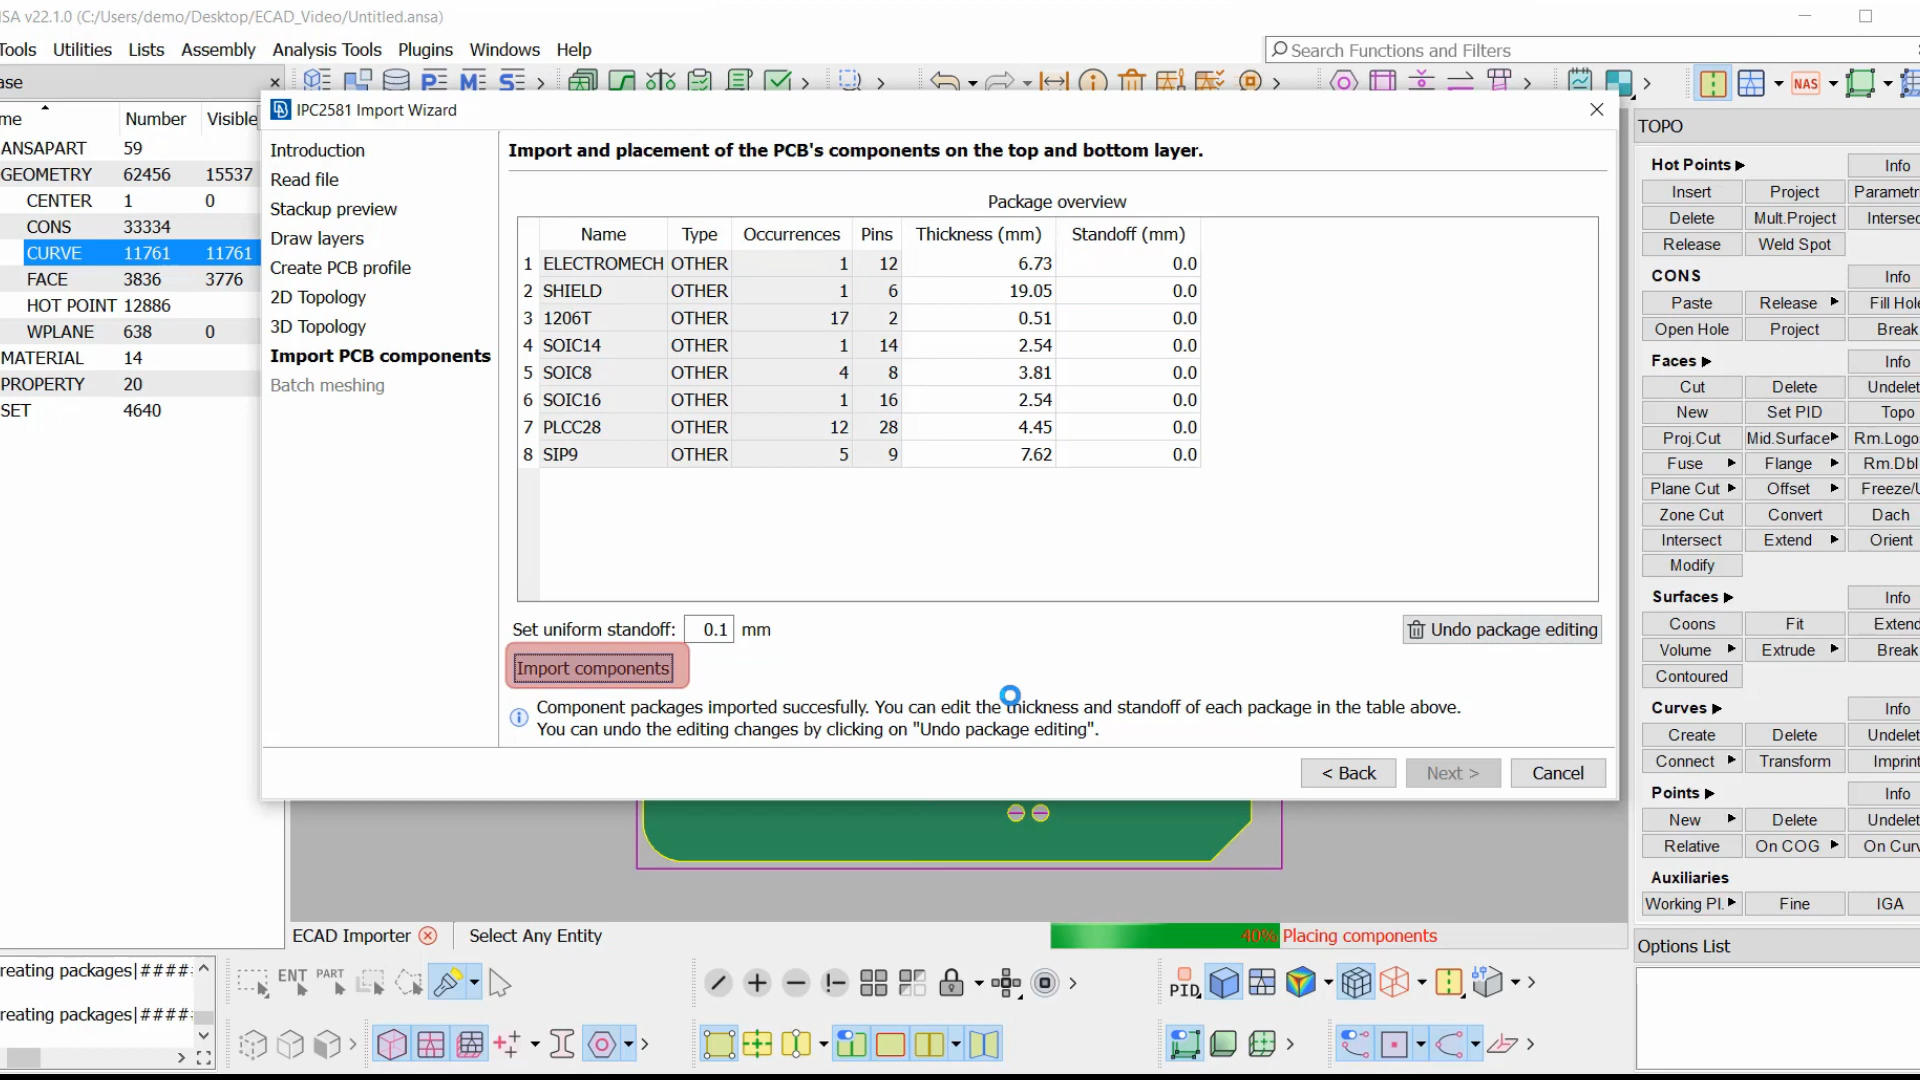 SA v22.1.0 (C:/Users/demo/Desktop/ECAD_Video/Untitled.ansa)
Tools Utilities Lists Assembly Analysis Tools Plugins Windows Help
Search Functions and Filters
ase
me Number Visible
ANSAPART 59
GEOMETRY 62456 15537
CENTER 1 0
CONS 33334
CURVE 11761 11761
FACE 3836 3776
HOT POINT 12886
WPLANE 638 0
MATERIAL 14
PROPERTY 20
SET 4640
P M S
NAS
IPC2581 Import Wizard
Introduction
Read file
Stackup preview
Draw layers
Create PCB profile
2D Topology
3D Topology
Import PCB components
Batch meshing
Import and placement of the PCB's components on the top and bottom layer.
Package overview
Name Type Occurrences Pins Thickness (mm) Standoff (mm)
1 ELECTROMECH OTHER 1 12 6.73 0.0
2 SHIELD OTHER 1 6 19.05 0.0
3 1206T OTHER 17 2 0.51 0.0
4 SOIC14 OTHER 1 14 2.54 0.0
5 SOIC8 OTHER 4 8 3.81 0.0
6 SOIC16 OTHER 1 16 2.54 0.0
7 PLCC28 OTHER 12 28 4.45 0.0
8 SIP9 OTHER 5 9 7.62 0.0
Set uniform standoff: 0.1 mm
Undo package editing
Import components
Component packages imported succesfully. You can edit the thickness and standoff of each package in the table above.
You can undo the editing changes by clicking on "Undo package editing".
< Back Next > Cancel
TOPO
Hot Points Info
Insert Project Parametr
Delete Mult.Project Intersec
Release Weld Spot
CONS Info
Paste Release Fill Hole
Open Hole Project Break
Faces Info
Cut Delete Undelet
New Set PID Topo
Proj.Cut Mid.Surface Rm.Logo
Fuse Flange Rm.Dbl
Plane Cut Offset Freeze/U
Zone Cut Convert Dach
Intersect Extend Orient
Modify
Surfaces Info
Coons Fit Extend
Volume Extrude Break
Contoured
Curves Info
Create Delete Undelet
Connect Transform Imprint
Points Info
New Delete Undelet
Relative On COG On Curv
Auxiliaries
Working Pl. Fine IGA
Options List
ECAD Importer Select Any Entity
40% Placing components
reating packages|####
reating packages|####
ENT PART
PID